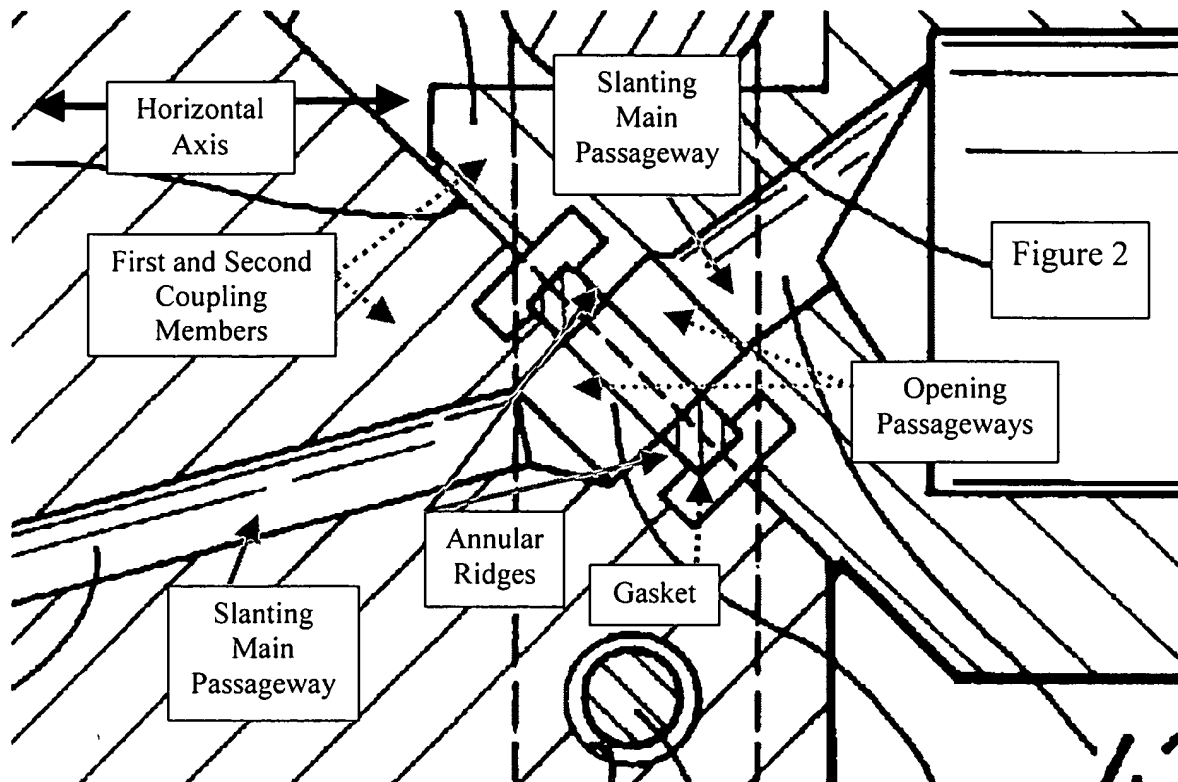 Horizontal
Axis
Slanting
Main
Passageway
First and Second
Coupling
Members
Figure 2
Opening
Passageways
Annular
Ridges
Gasket
Slanting
Main
Passageway